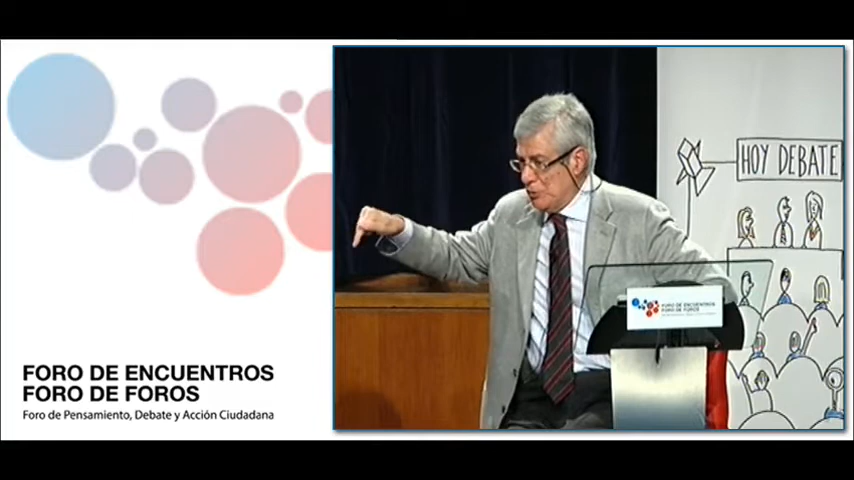 HOY DEBATE
FORO DE ENCUENTROS
FORO DE FOROS
FORO DE ENCUENTROS
FORO DE FOROS
Foro de Pensamiento, Debate y Acción Ciudadana